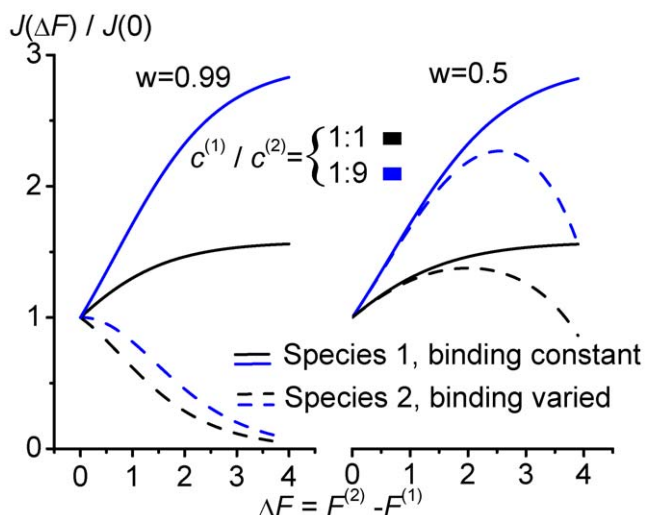 J(ΔF) / J(0)
w=0.99
w=0.5
c^(1) / c^(2) = { 1:1
1:9
Species 1, binding constant
Species 2, binding varied
3
2
1
0
0 1 2 3 4
0 1 2 3 4
ΔF = F^(2) -F^(1)